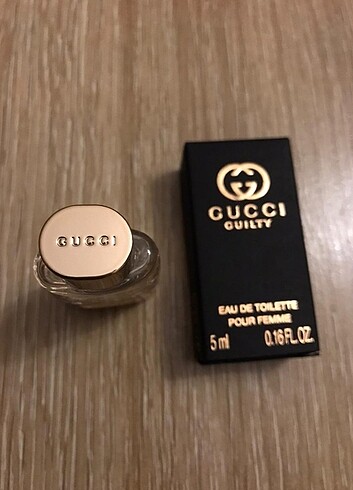 GUCCI
GUCCI
GUILTY
EAU DE TOILETTE
POUR FEMME
5 ml 0.16 FL.OZ.